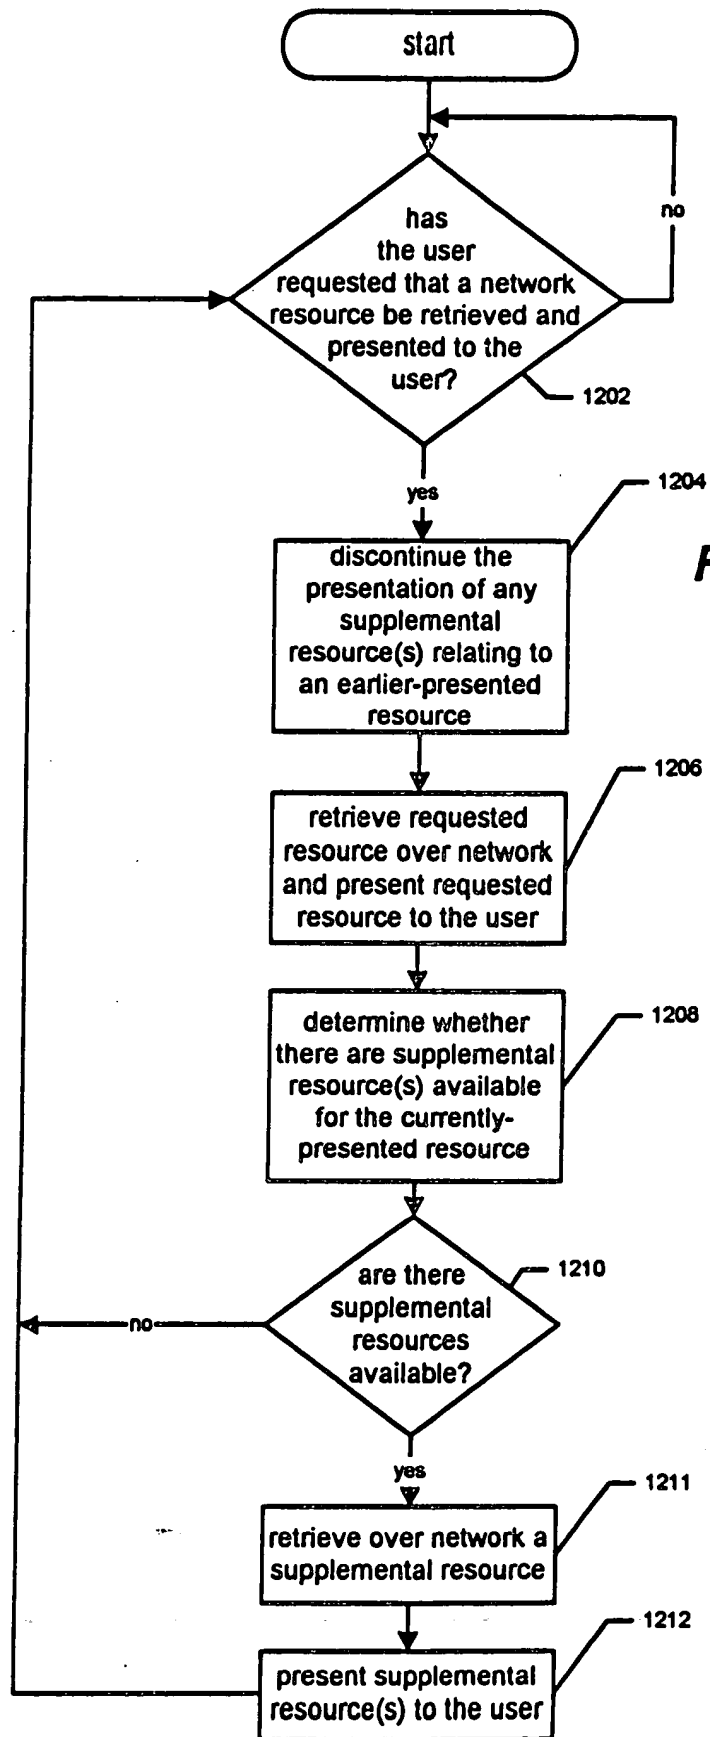 start
no
has
the user
requested that a network
resource be retrieved and
presented to the
user?
1202
yes
1204
discontinue the
presentation of any
supplemental
resource(s) relating to
an earlier-presented
resource
1206
retrieve requested
resource over network
and present requested
resource to the user
1208
determine whether
there are supplemental
resource(s) available
for the currently-
presented resource
1210
are there
supplemental
resources
available?
no
yes
1211
retrieve over network a
supplemental resource
1212
present supplemental
resource(s) to the user